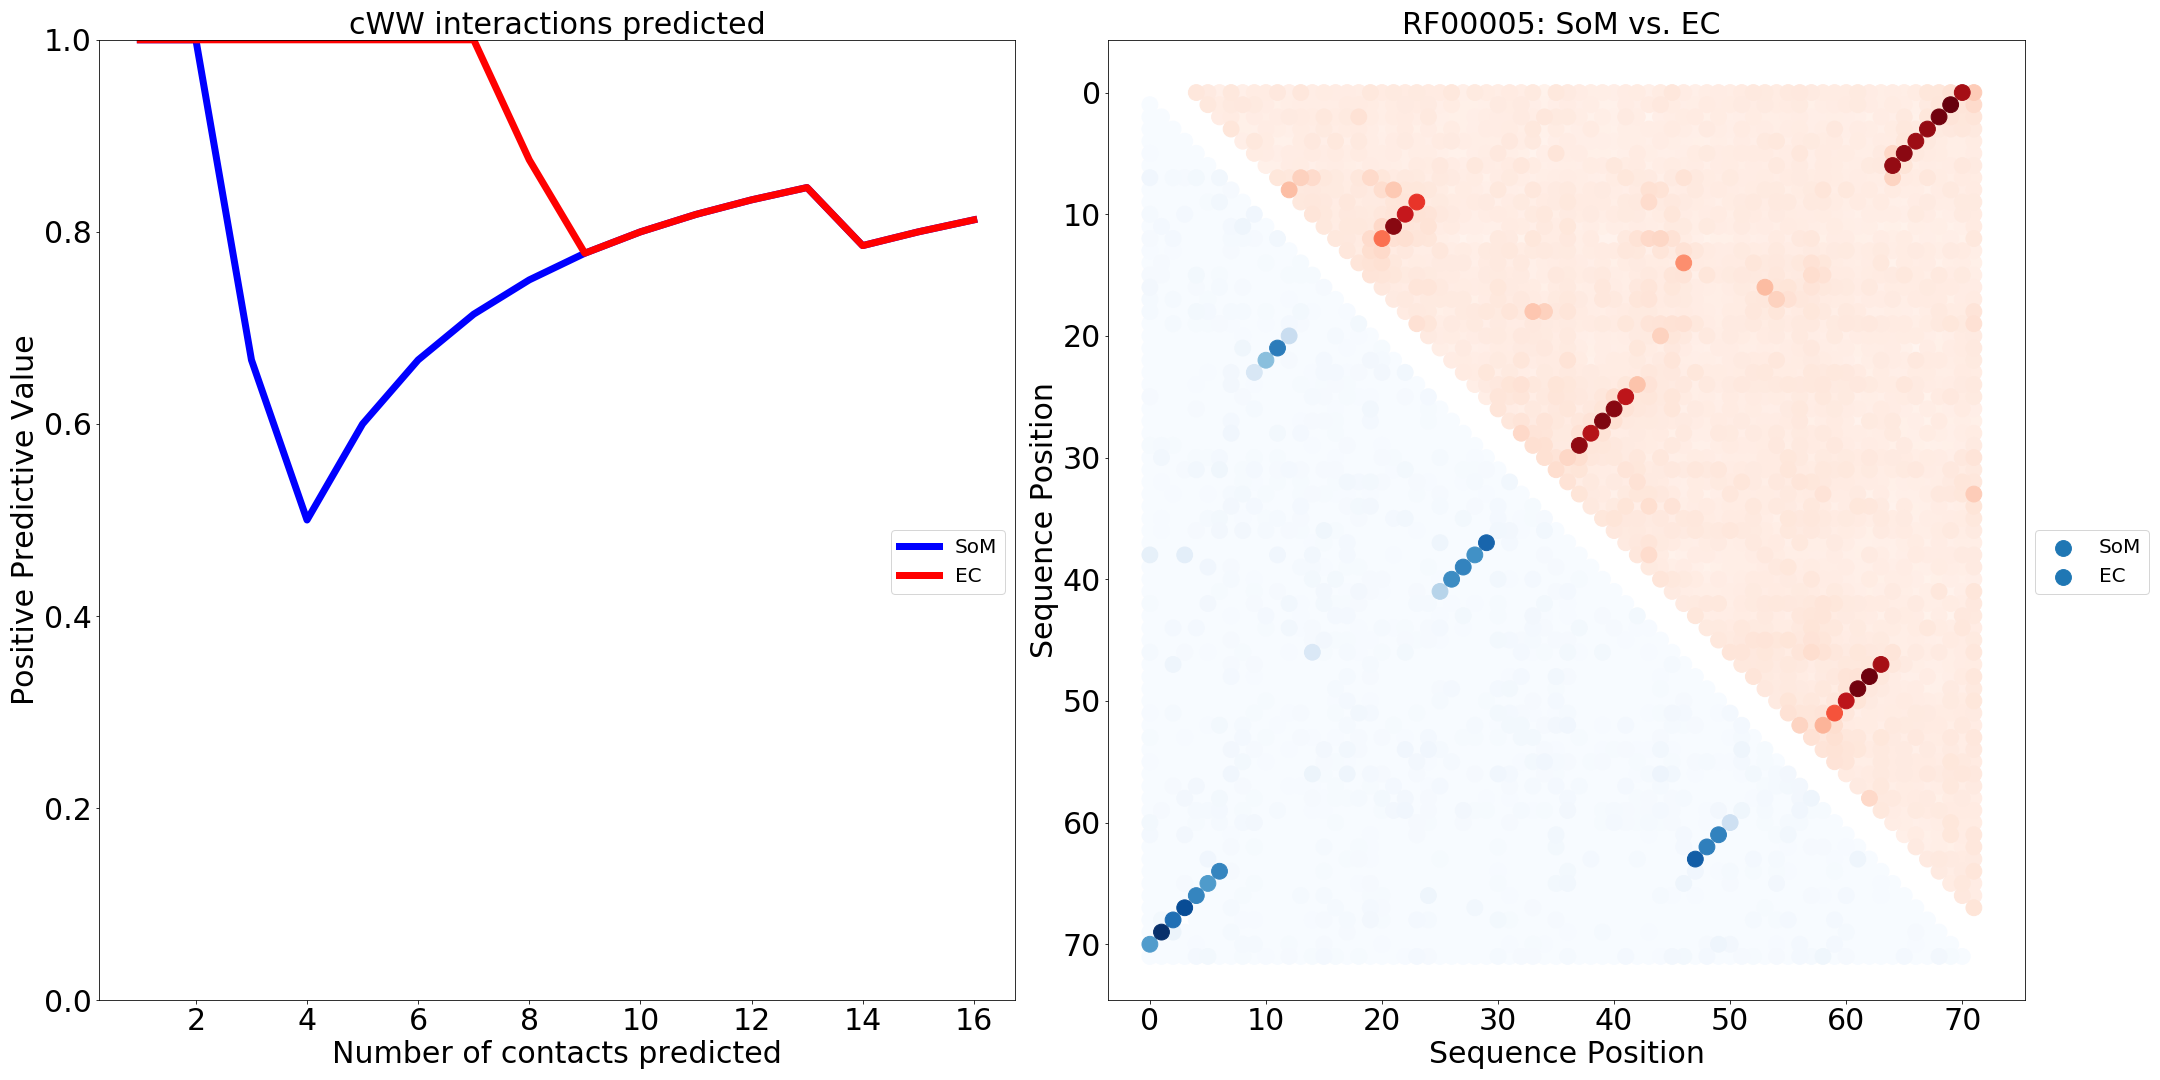 cWW interactions predicted
1.0
0.8
0.6
0.4
0.2
0.0
Positive Predictive Value
2 4 6 8 10 12 14 16
Number of contacts predicted
SoM
EC
RF00005: SoM vs. EC
0
10
20
30
40
50
60
70
Sequence Position
0 10 20 30 40 50 60 70
Sequence Position
SoM
EC